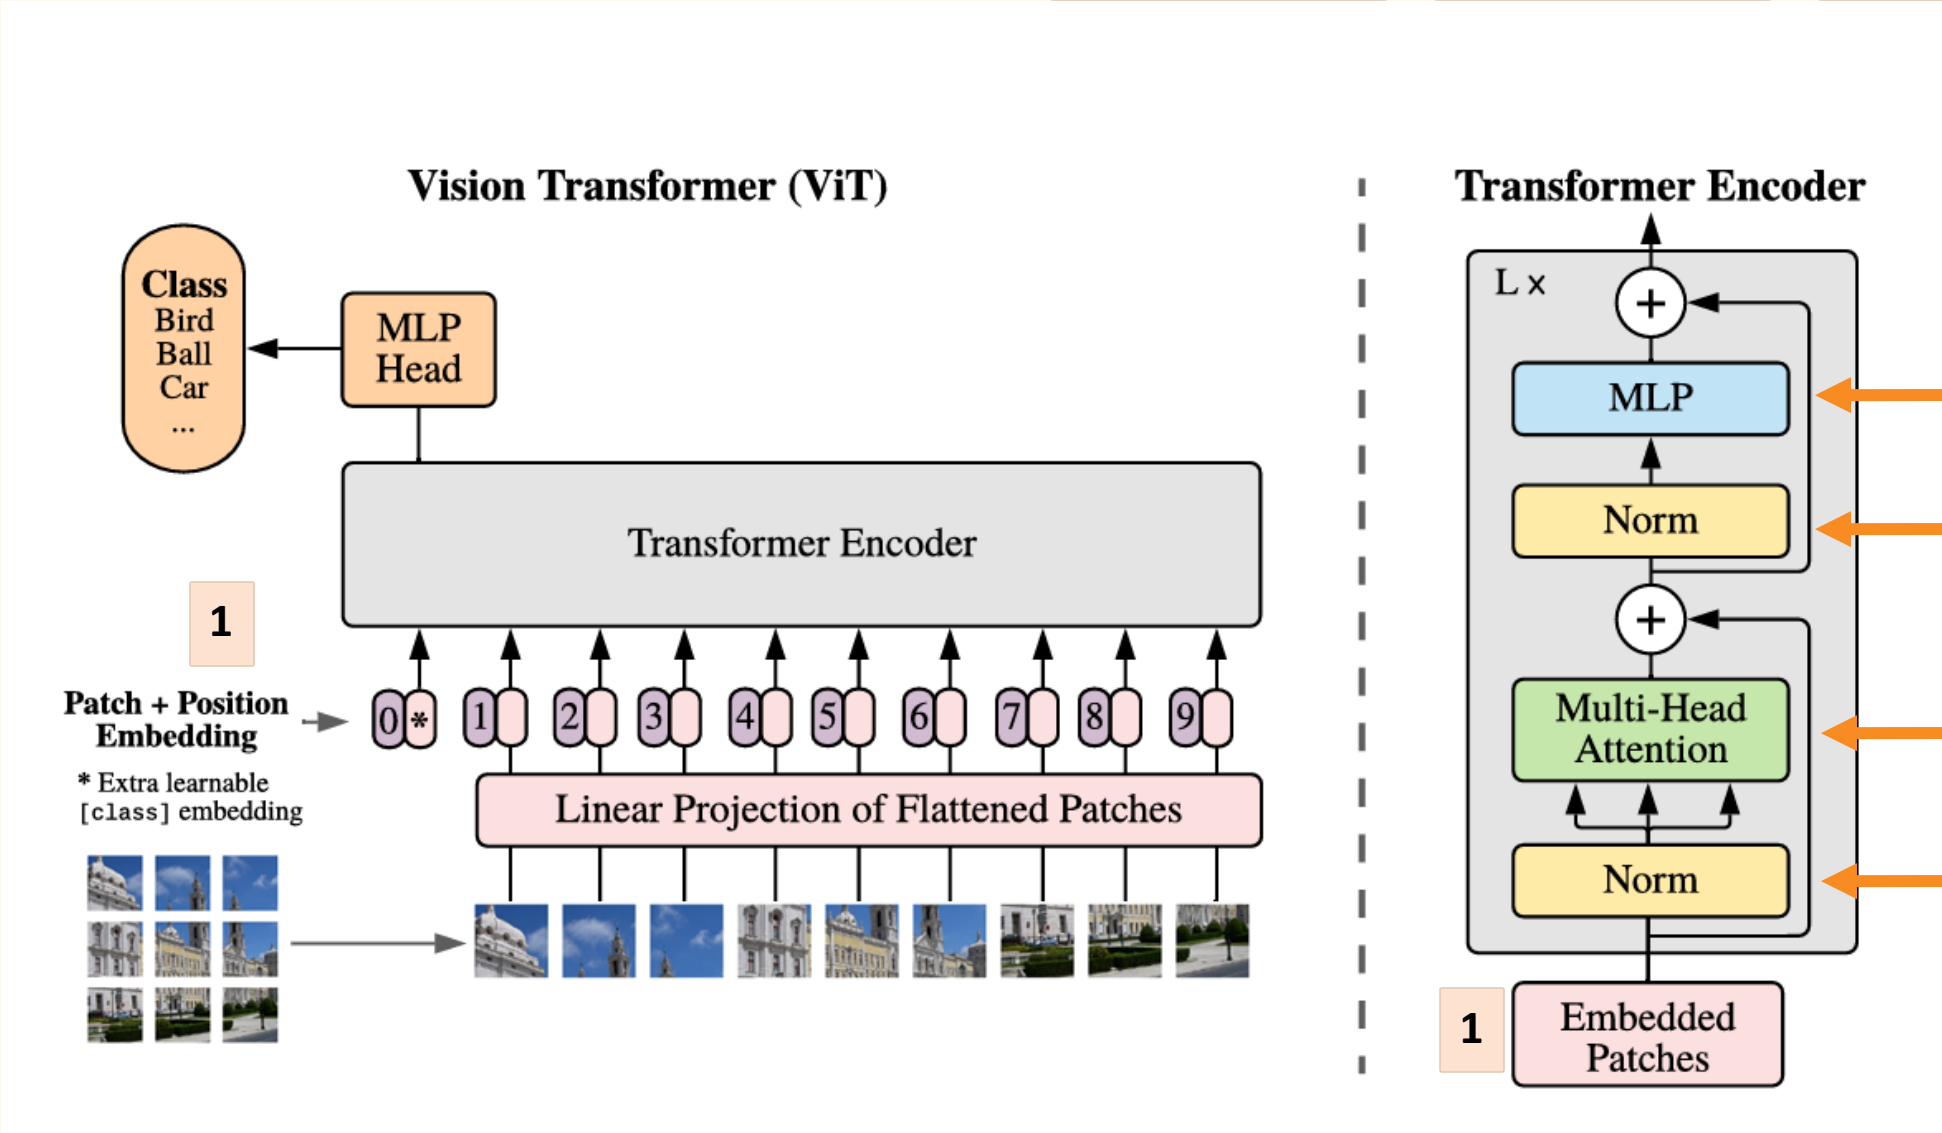 Vision Transformer (ViT)
Class
Bird
Ball
Car
...
MLP
Head
Transformer Encoder
1
Patch + Position
Embedding
* Extra learnable
[class] embedding
0 *
1
2
3
4
5
6
7
8
9
Linear Projection of Flattened Patches
Transformer Encoder
L x
+
MLP
Norm
+
Multi-Head
Attention
Norm
1
Embedded
Patches